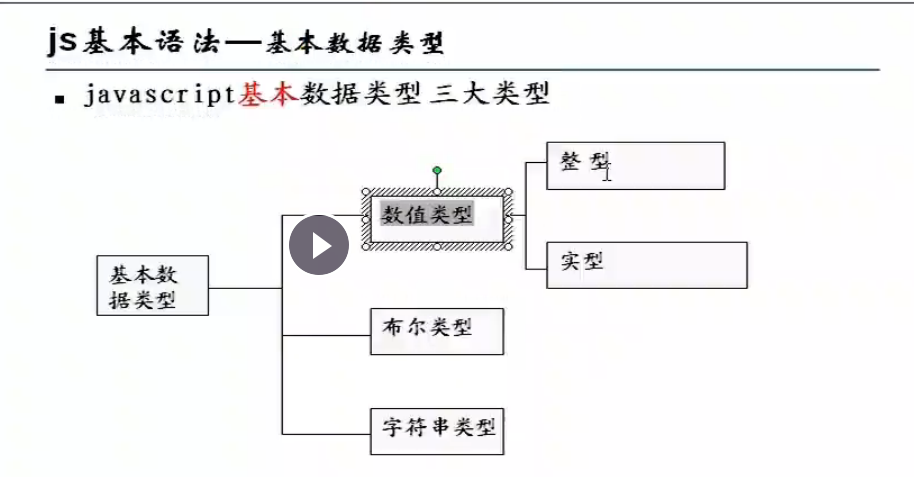 js基本语法—基本数据类型
javascript基本数据类型 三大类型
整 型
数值类型
实型
基本数
据类型
布尔类型
字符串类型